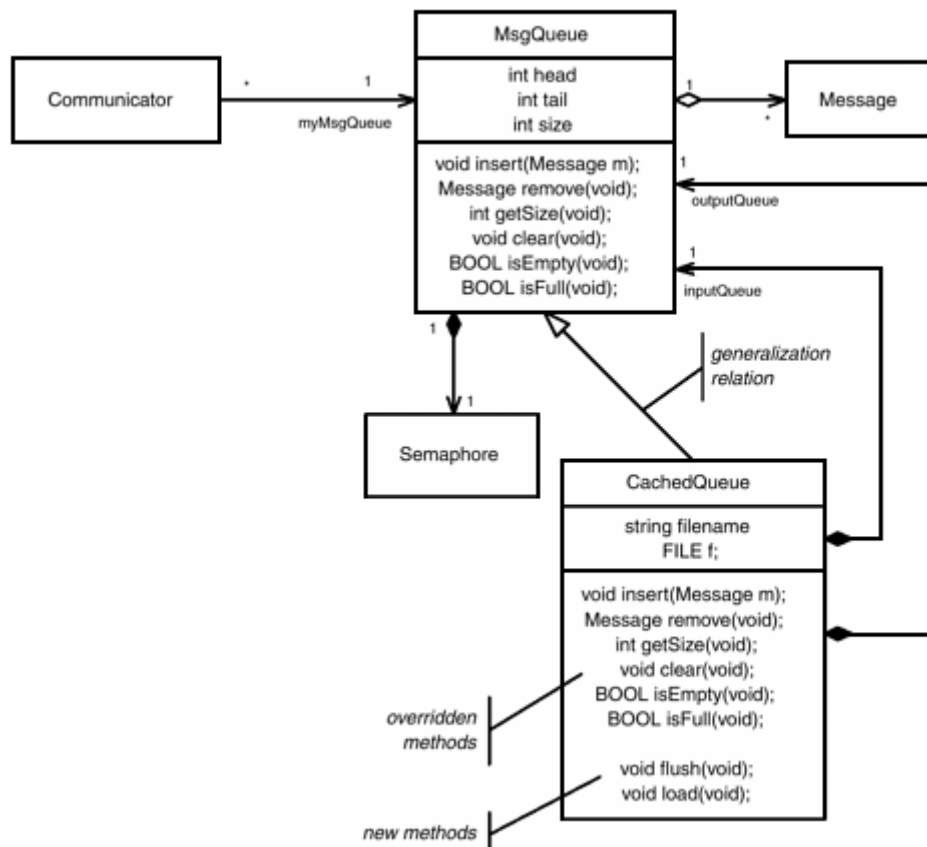 MsgQueue
int head
int tail
int size
void insert(Message m);
Message remove(void);
int getSize(void);
void clear(void);
BOOL isEmpty(void);
BOOL isFull(void);
Communicator
*
1
myMsgQueue
1
*
Message
1
outputQueue
1
inputQueue
1
1
Semaphore
generalization
relation
CachedQueue
string filename
FILE f;
void insert(Message m);
Message remove(void);
int getSize(void);
void clear(void);
BOOL isEmpty(void);
BOOL isFull(void);
void flush(void);
void load(void);
overridden
methods
new methods